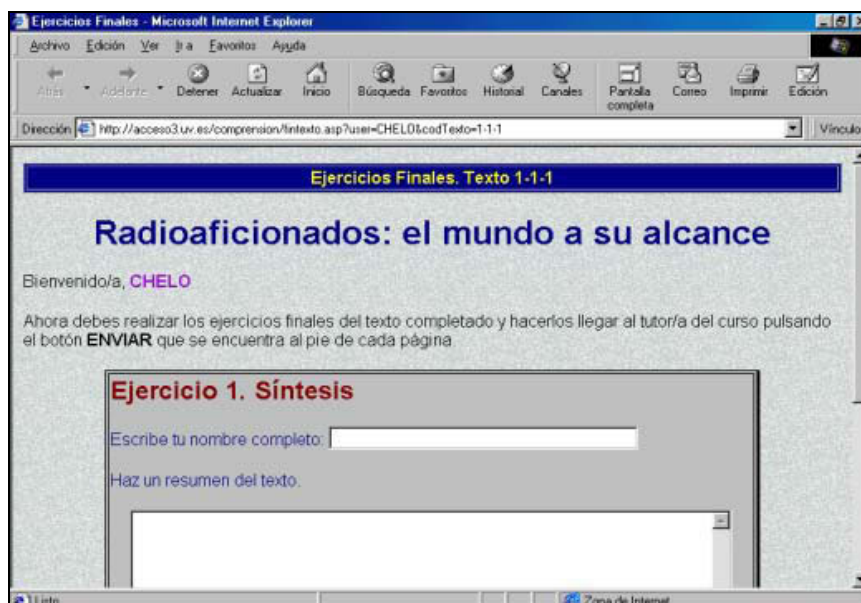 Ejercicios Finales - Microsoft Internet Explorer
Archivo Edición Ver Ir a Favoritos Ayuda
Atrás Adelante Detener Actualizar Inicio Búsqueda Favoritos Historial Canales Pantalla completa Correo Imprimir Edición
Dirección http://acceso3.uv.es/comprension/fintexto.asp?user=CHELO&codTexto=1-1-1 Vínculo
Ejercicios Finales. Texto 1-1-1
Radioaficionados: el mundo a su alcance
Bienvenido/a, CHELO
Ahora debes realizar los ejercicios finales del texto completado y hacerlos llegar al tutor/a del curso pulsando
el botón ENVIAR que se encuentra al pie de cada página
Ejercicio 1. Síntesis
Escribe tu nombre completo:
Haz un resumen del texto.
Listo Zona de Internet